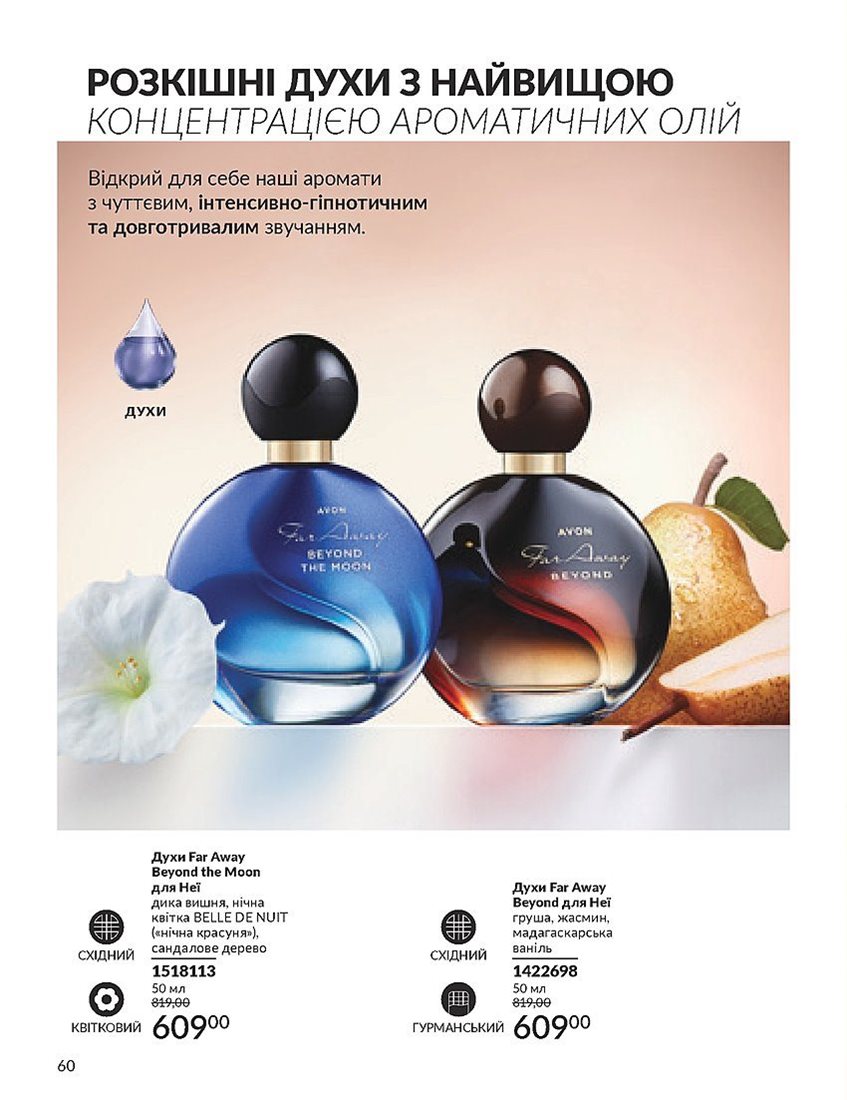 РОЗКІШНІ ДУХИ З НАЙВИЩОЮ
КОНЦЕНТРАЦІЄЮ АРОМАТИЧНИХ ОЛІЙ
Відкрий для себе наші аромати
з чуттєвим, інтенсивно-гіпнотичним
та довготривалим звучанням.
ДУХИ
AVON
Far Away
BEYOND
THE MOON
AVON
Far Away
BEYOND
Духи Far Away
Beyond the Moon
для Неї
дика вишня, нічна
квітка BELLE DE NUIT
(«нічна красуня»),
сандалове дерево
СХІДНИЙ
1518113
50 мл
819,00
КВІТКОВИЙ
60900
Духи Far Away
Beyond для Неї
груша, жасмин,
мадагаскарська
ваніль
СХІДНИЙ
1422698
50 мл
819,00
ГУРМАНСЬКИЙ
60900
60